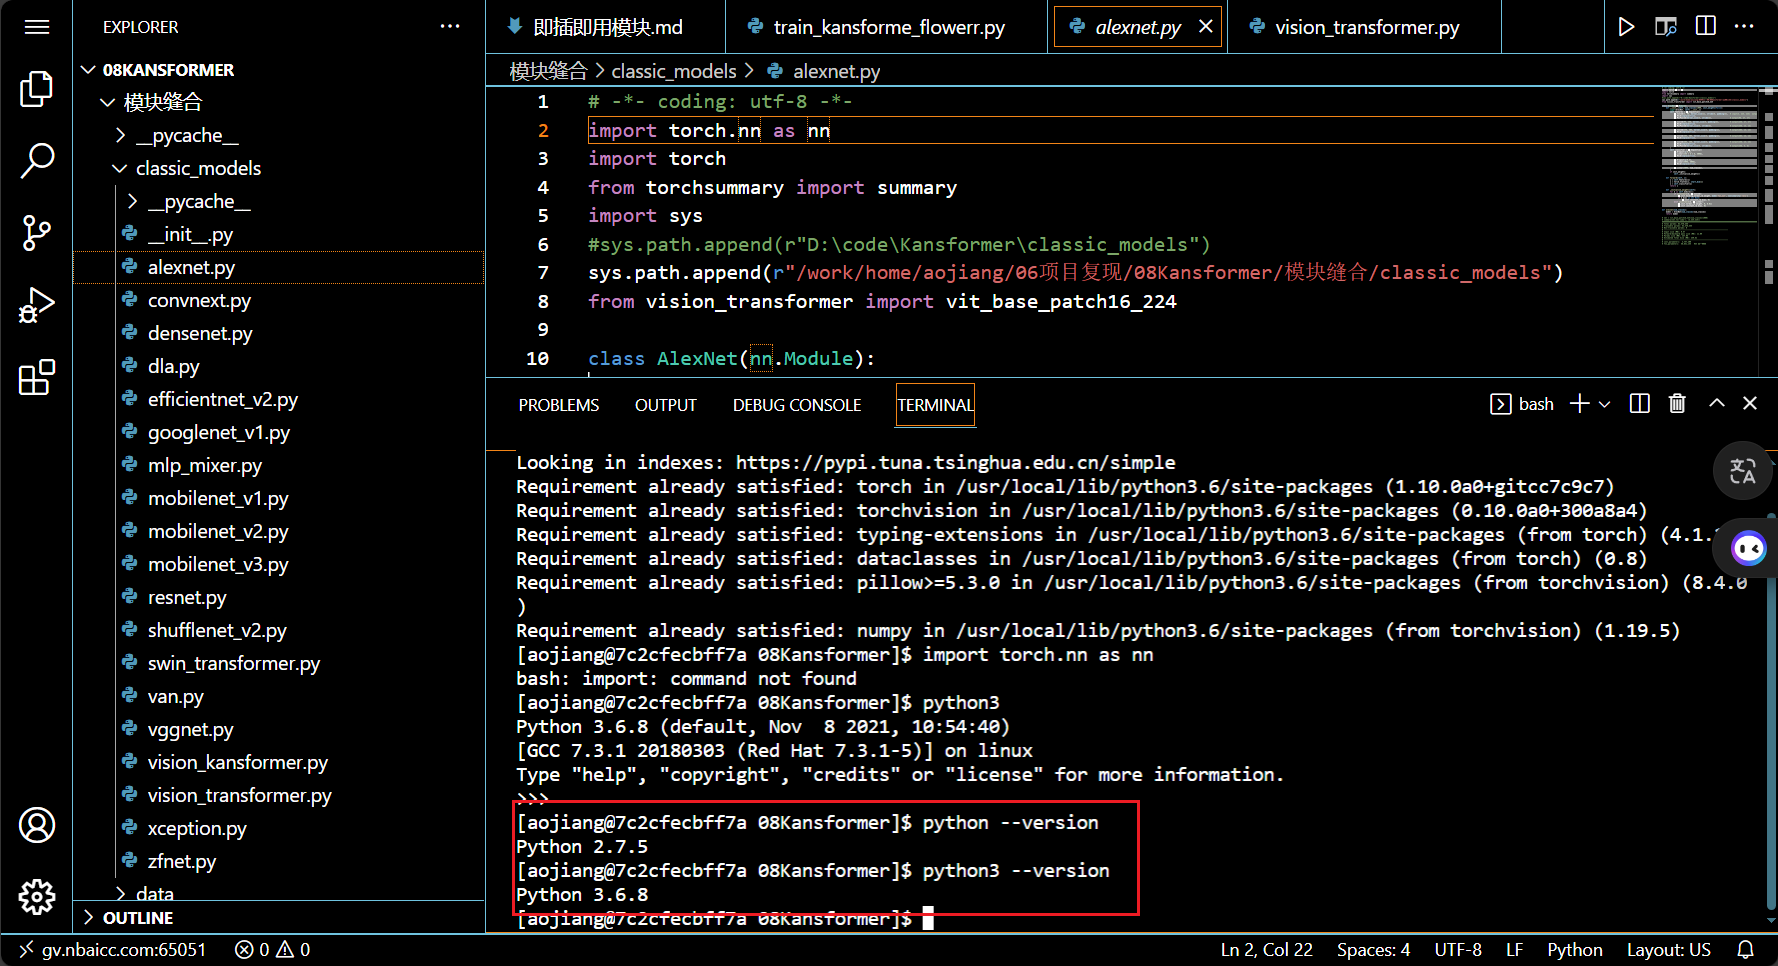 EXPLORER
08KANSFORMER
模块缝合
__pycache__
classic_models
__pycache__
__init__.py
alexnet.py
convnext.py
densenet.py
dla.py
efficientnet_v2.py
googlenet_v1.py
mlp_mixer.py
mobilenet_v1.py
mobilenet_v2.py
mobilenet_v3.py
resnet.py
shufflenet_v2.py
swin_transformer.py
van.py
vggnet.py
vision_kansformer.py
vision_transformer.py
xception.py
zfnet.py
data
OUTLINE
即插即用模块.md
train_kansforme_flowerr.py
alexnet.py
vision_transformer.py
模块缝合 > classic_models > alexnet.py
1 # -*- coding: utf-8 -*-
2 import torch.nn as nn
3 import torch
4 from torchsummary import summary
5 import sys
6 #sys.path.append(r"D:\code\Kansformer\classic_models")
7 sys.path.append(r"/work/home/aojiang/06项目复现/08Kansformer/模块缝合/classic_models")
8 from vision_transformer import vit_base_patch16_224
9
10 class AlexNet(nn.Module):
PROBLEMS OUTPUT DEBUG CONSOLE TERMINAL
bash
Looking in indexes: https://pypi.tuna.tsinghua.edu.cn/simple
Requirement already satisfied: torch in /usr/local/lib/python3.6/site-packages (1.10.0a0+gitcc7c9c7)
Requirement already satisfied: torchvision in /usr/local/lib/python3.6/site-packages (0.10.0a0+300a8a4)
Requirement already satisfied: typing-extensions in /usr/local/lib/python3.6/site-packages (from torch) (4.1.
Requirement already satisfied: dataclasses in /usr/local/lib/python3.6/site-packages (from torch) (0.8)
Requirement already satisfied: pillow>=5.3.0 in /usr/local/lib/python3.6/site-packages (from torchvision) (8.4.0
)
Requirement already satisfied: numpy in /usr/local/lib/python3.6/site-packages (from torchvision) (1.19.5)
[aojiang@7c2cfecbff7a 08Kansformer]$ import torch.nn as nn
bash: import: command not found
[aojiang@7c2cfecbff7a 08Kansformer]$ python3
Python 3.6.8 (default, Nov  8 2021, 10:54:40)
[GCC 7.3.1 20180303 (Red Hat 7.3.1-5)] on linux
Type "help", "copyright", "credits" or "license" for more information.
>>>
[aojiang@7c2cfecbff7a 08Kansformer]$ python --version
Python 2.7.5
[aojiang@7c2cfecbff7a 08Kansformer]$ python3 --version
Python 3.6.8
[aojiang@7c2cfecbff7a 08Kansformer]$
gv.nbaicc.com:65051 0 0 Ln 2, Col 22 Spaces: 4 UTF-8 LF Python Layout: US